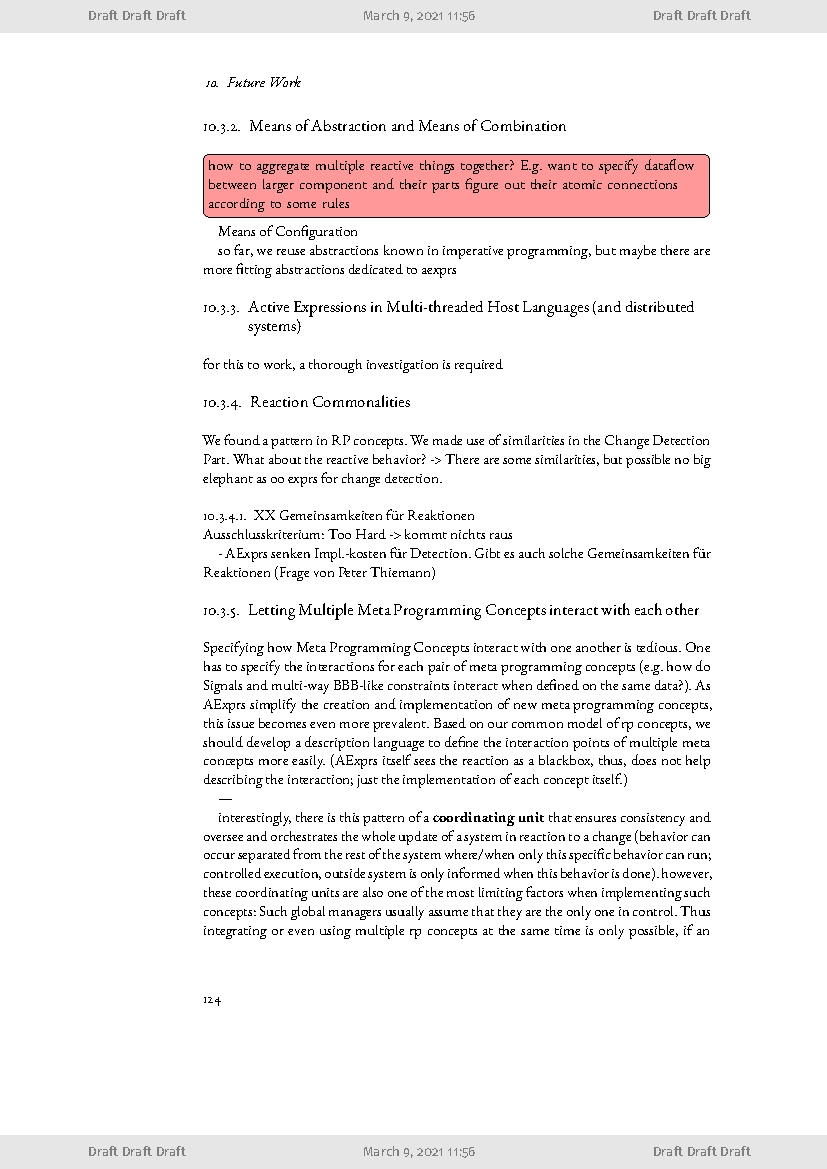 Draft Draft Draft March 9, 2021 11:56 Draft Draft Draft
10. Future Work
10.3.2. Means of Abstraction and Means of Combination
how to aggregate multiple reactive things together? E.g. want to specify dataflow
between larger component and their parts figure out their atomic connections
according to some rules
Means of Configuration
so far, we reuse abstractions known in imperative programming, but maybe there are
more fitting abstractions dedicated to aexprs
10.3.3. Active Expressions in Multi-threaded Host Languages (and distributed
systems)
for this to work, a thorough investigation is required
10.3.4. Reaction Commonalities
We found a pattern in RP concepts. We made use of similarities in the Change Detection
Part. What about the reactive behavior? -> There are some similarities, but possible no big
elephant as oo exprs for change detection.
10.3.4.1. XX Gemeinsamkeiten für Reaktionen
Ausschlusskriterium: Too Hard -> kommt nichts raus
- AExprs senken Impl.-kosten für Detection. Gibt es auch solche Gemeinsamkeiten für
Reaktionen (Frage von Peter Thiemann)
10.3.5. Letting Multiple Meta Programming Concepts interact with each other
Specifying how Meta Programming Concepts interact with one another is tedious. One
has to specify the interactions for each pair of meta programming concepts (e.g. how do
Signals and multi-way BBB-like constraints interact when defined on the same data?). As
AExprs simplify the creation and implementation of new meta programming concepts,
this issue becomes even more prevalent. Based on our common model of rp concepts, we
should develop a description language to define the interaction points of multiple meta
concepts more easily. (AExprs itself sees the reaction as a blackbox, thus, does not help
describing the interaction; just the implementation of each concept itself.)
—
interestingly, there is this pattern of a coordinating unit that ensures consistency and
oversee and orchestrates the whole update of a system in reaction to a change (behavior can
occur separated from the rest of the system where/when only this specific behavior can run;
controlled execution, outside system is only informed when this behavior is done). however,
these coordinating units are also one of the most limiting factors when implementing such
concepts: Such global managers usually assume that they are the only one in control. Thus
integrating or even using multiple rp concepts at the same time is only possible, if an
124
Draft Draft Draft March 9, 2021 11:56 Draft Draft Draft